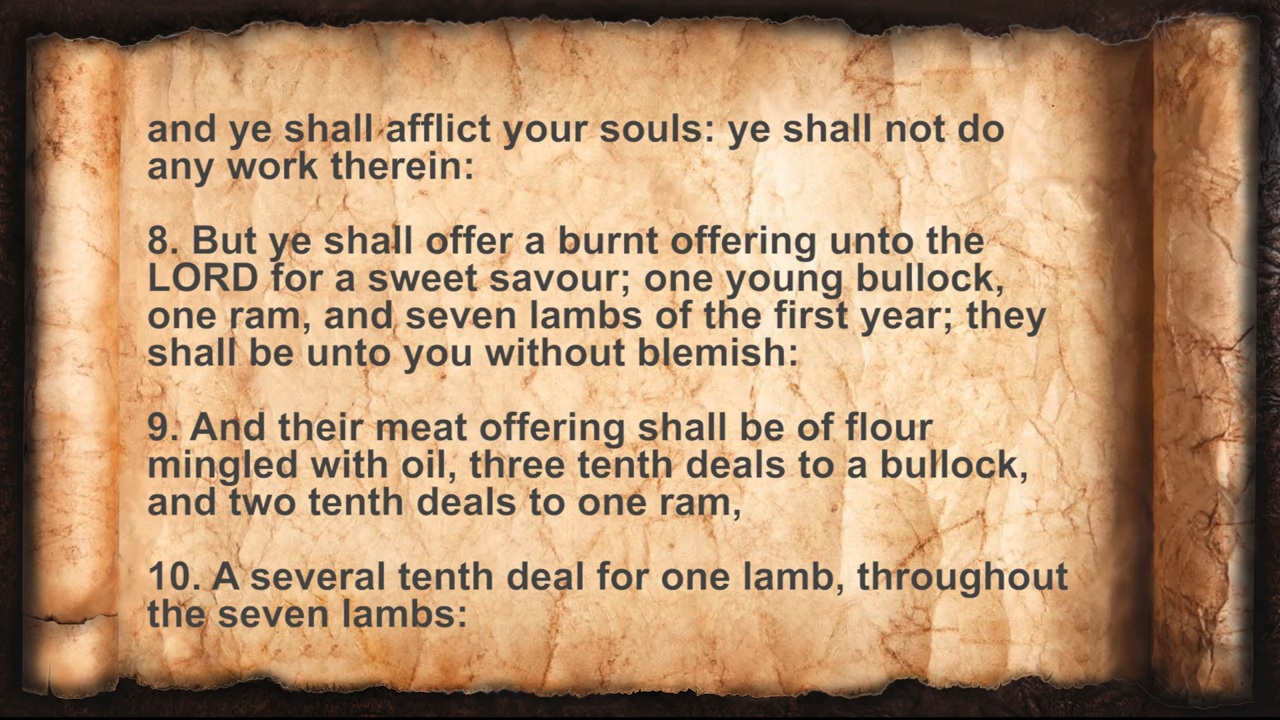 and ye shall afflict your souls: ye shall not do
any work therein:
8. But ye shall offer a burnt offering unto the
LORD for a sweet savour; one young bullock,
one ram, and seven lambs of the first year; they
shall be unto you without blemish:
9. And their meat offering shall be of flour
mingled with oil, three tenth deals to a bullock,
and two tenth deals to one ram,
10. A several tenth deal for one lamb, throughout
the seven lambs: